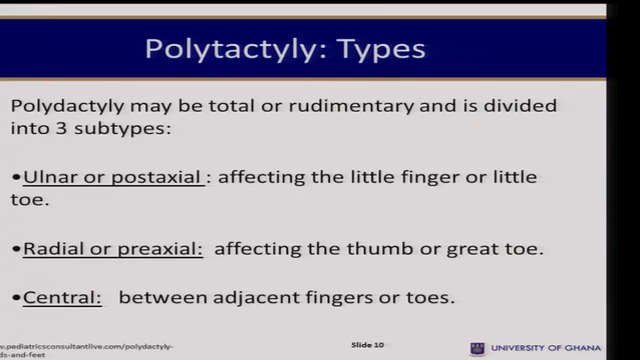 Polytactyly: Types
Polydactyly may be total or rudimentary and is divided
into 3 subtypes:
•Ulnar or postaxial : affecting the little finger or little
toe.
•Radial or preaxial: affecting the thumb or great toe.
•Central: between adjacent fingers or toes.
w.pediatricsconsultantlive.com/polydactyly-
ds-and-feet
Slide 10
UNIVERSITY OF GHANA